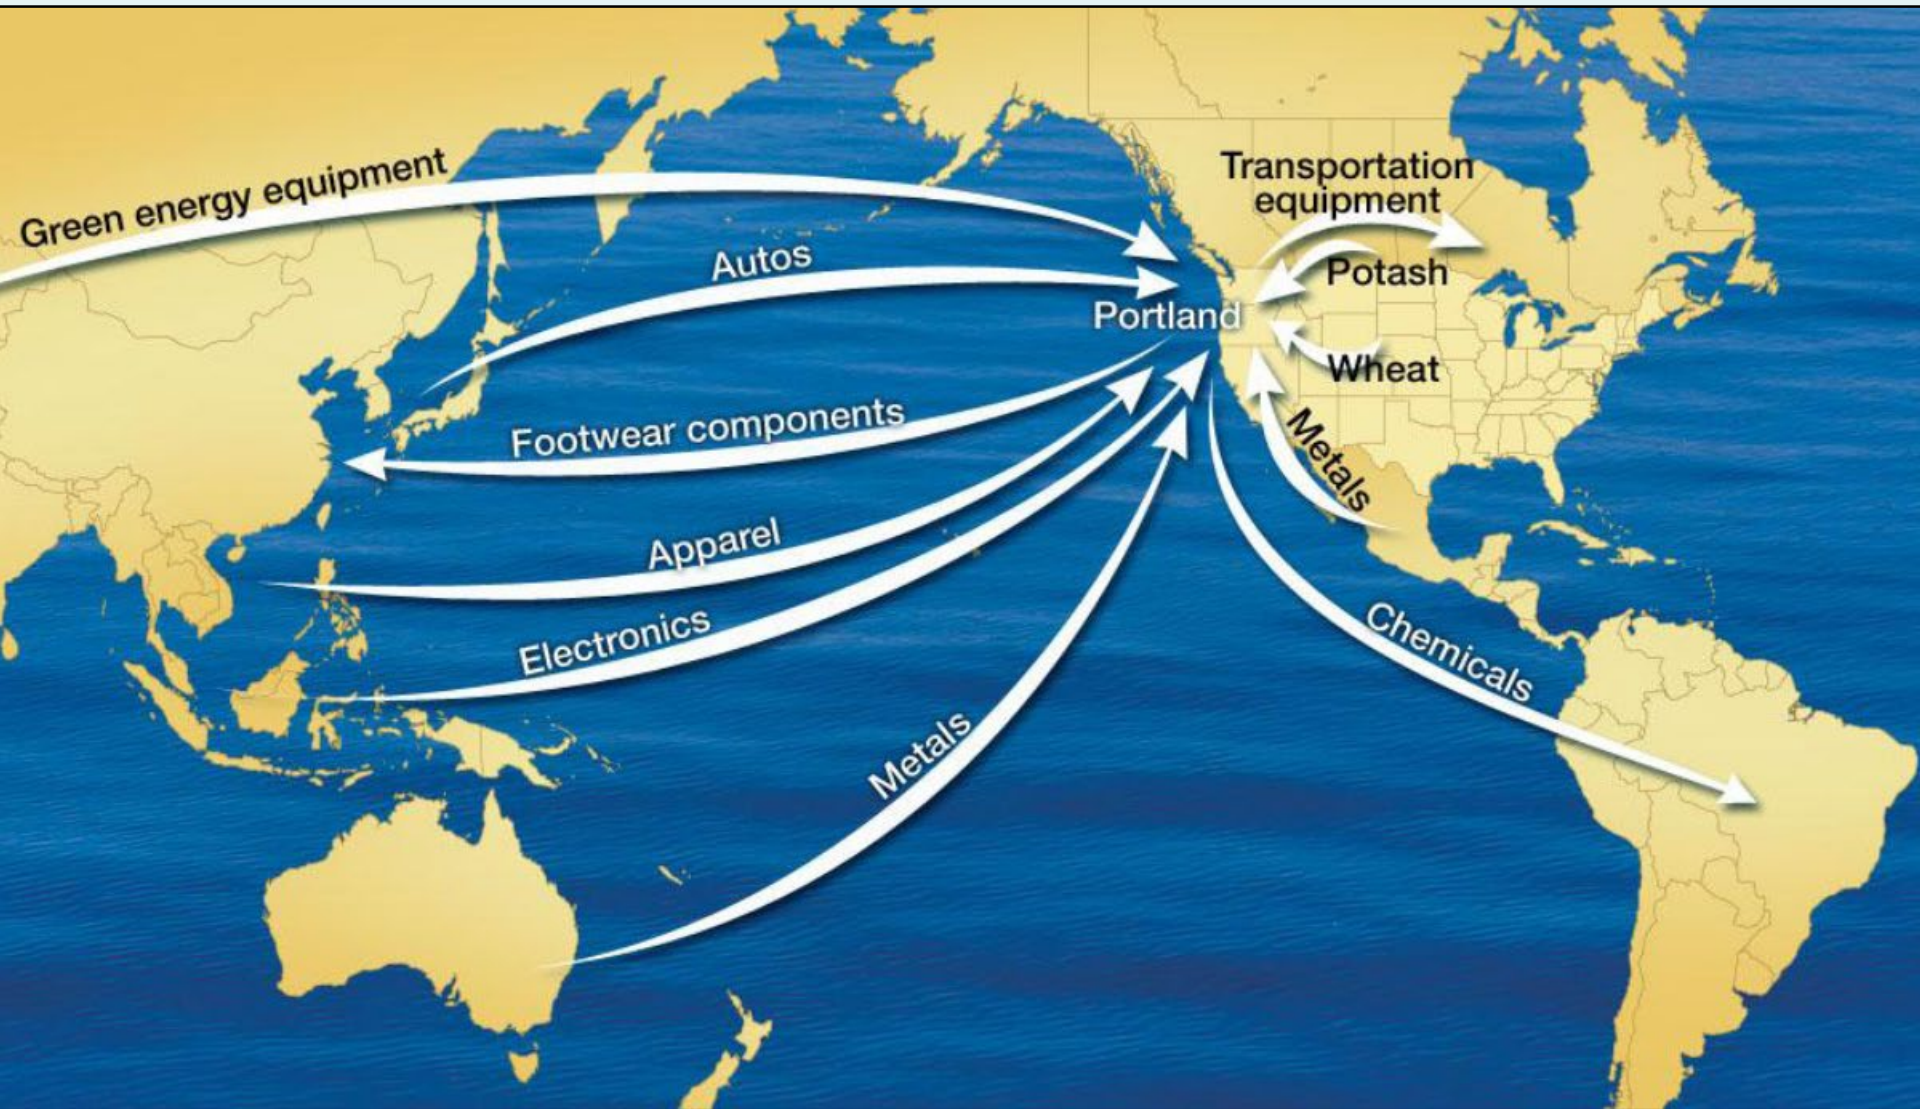 Green energy equipment
Transportation
equipment
Autos
Potash
Portland
Wheat
Footwear components
Metals
Apparel
Electronics
Chemicals
Metals